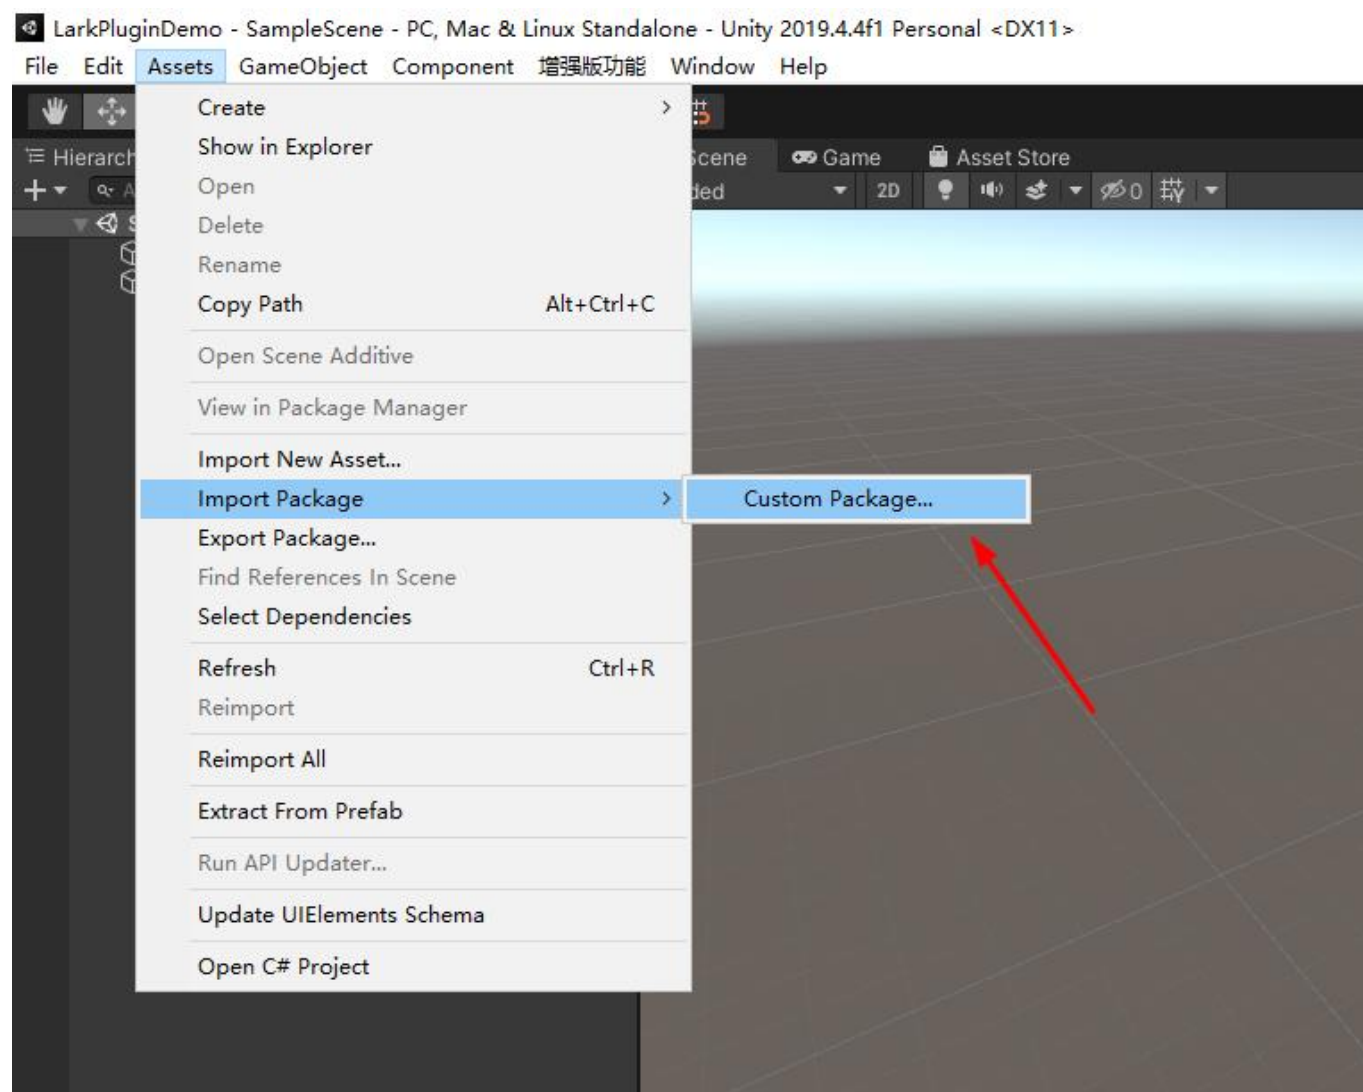 LarkPluginDemo - SampleScene - PC, Mac & Linux Standalone - Unity 2019.4.4f1 Personal <DX11>
File Edit Assets GameObject Component 增强版功能 Window Help
Create
Show in Explorer
Open
Delete
Rename
Copy Path Alt+Ctrl+C
Open Scene Additive
View in Package Manager
Import New Asset...
Import Package
Custom Package...
Export Package...
Find References In Scene
Select Dependencies
Refresh Ctrl+R
Reimport
Reimport All
Extract From Prefab
Run API Updater...
Update UIElements Schema
Open C# Project
Game Asset Store
2D 0